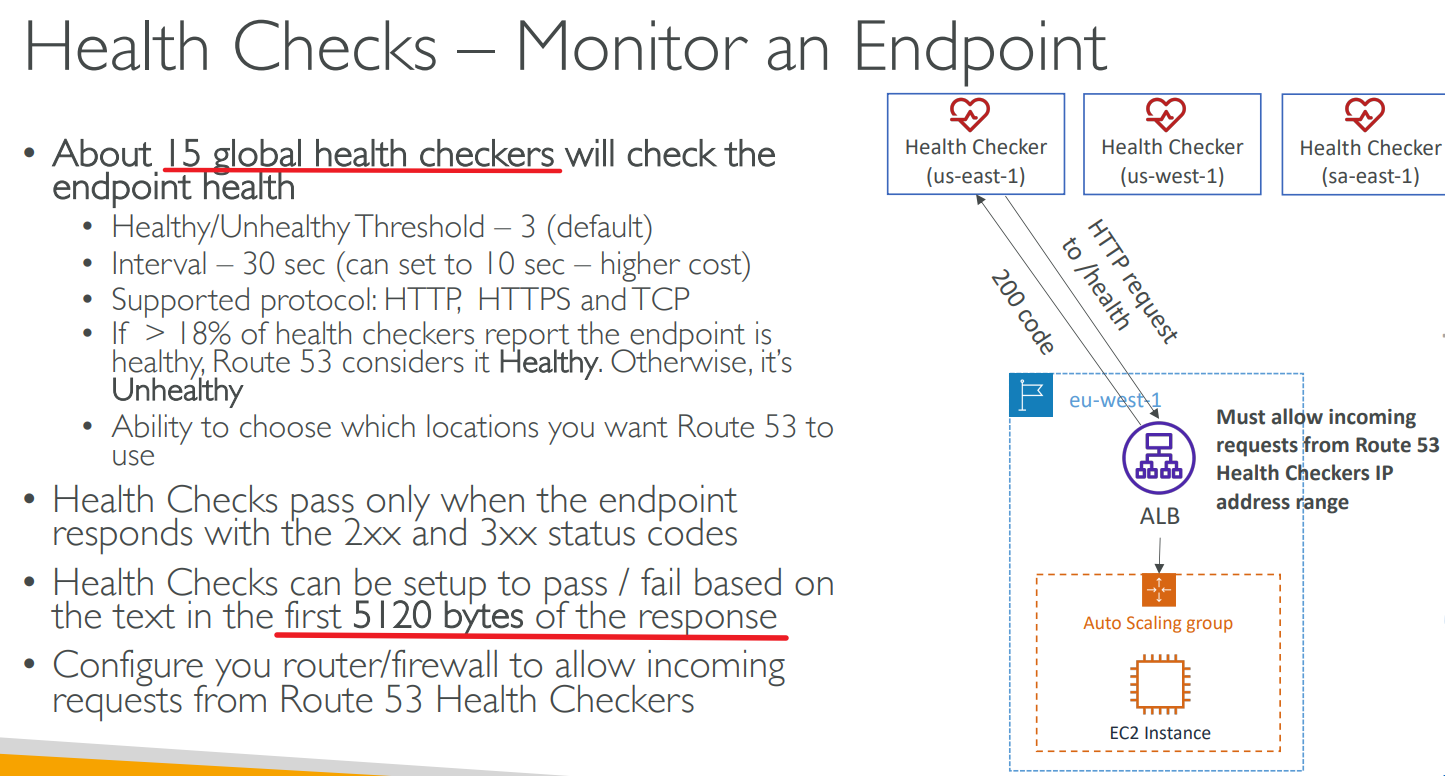 Health Checks – Monitor an Endpoint
• About 15 global health checkers will check the
endpoint health
• Healthy/Unhealthy Threshold – 3 (default)
• Interval – 30 sec (can set to 10 sec – higher cost)
• Supported protocol: HTTP, HTTPS and TCP
• If > 18% of health checkers report the endpoint is
healthy, Route 53 considers it Healthy. Otherwise, it's
Unhealthy
• Ability to choose which locations you want Route 53 to
use
• Health Checks pass only when the endpoint
responds with the 2xx and 3xx status codes
• Health Checks can be setup to pass / fail based on
the text in the first 5120 bytes of the response
• Configure you router/firewall to allow incoming
requests from Route 53 Health Checkers
Health Checker
(us-east-1)
Health Checker
(us-west-1)
Health Checker
(sa-east-1)
HTTP request
to /health
200 code
eu-west-1
Must allow incoming
requests from Route 53
Health Checkers IP
address range
ALB
Auto Scaling group
EC2 Instance